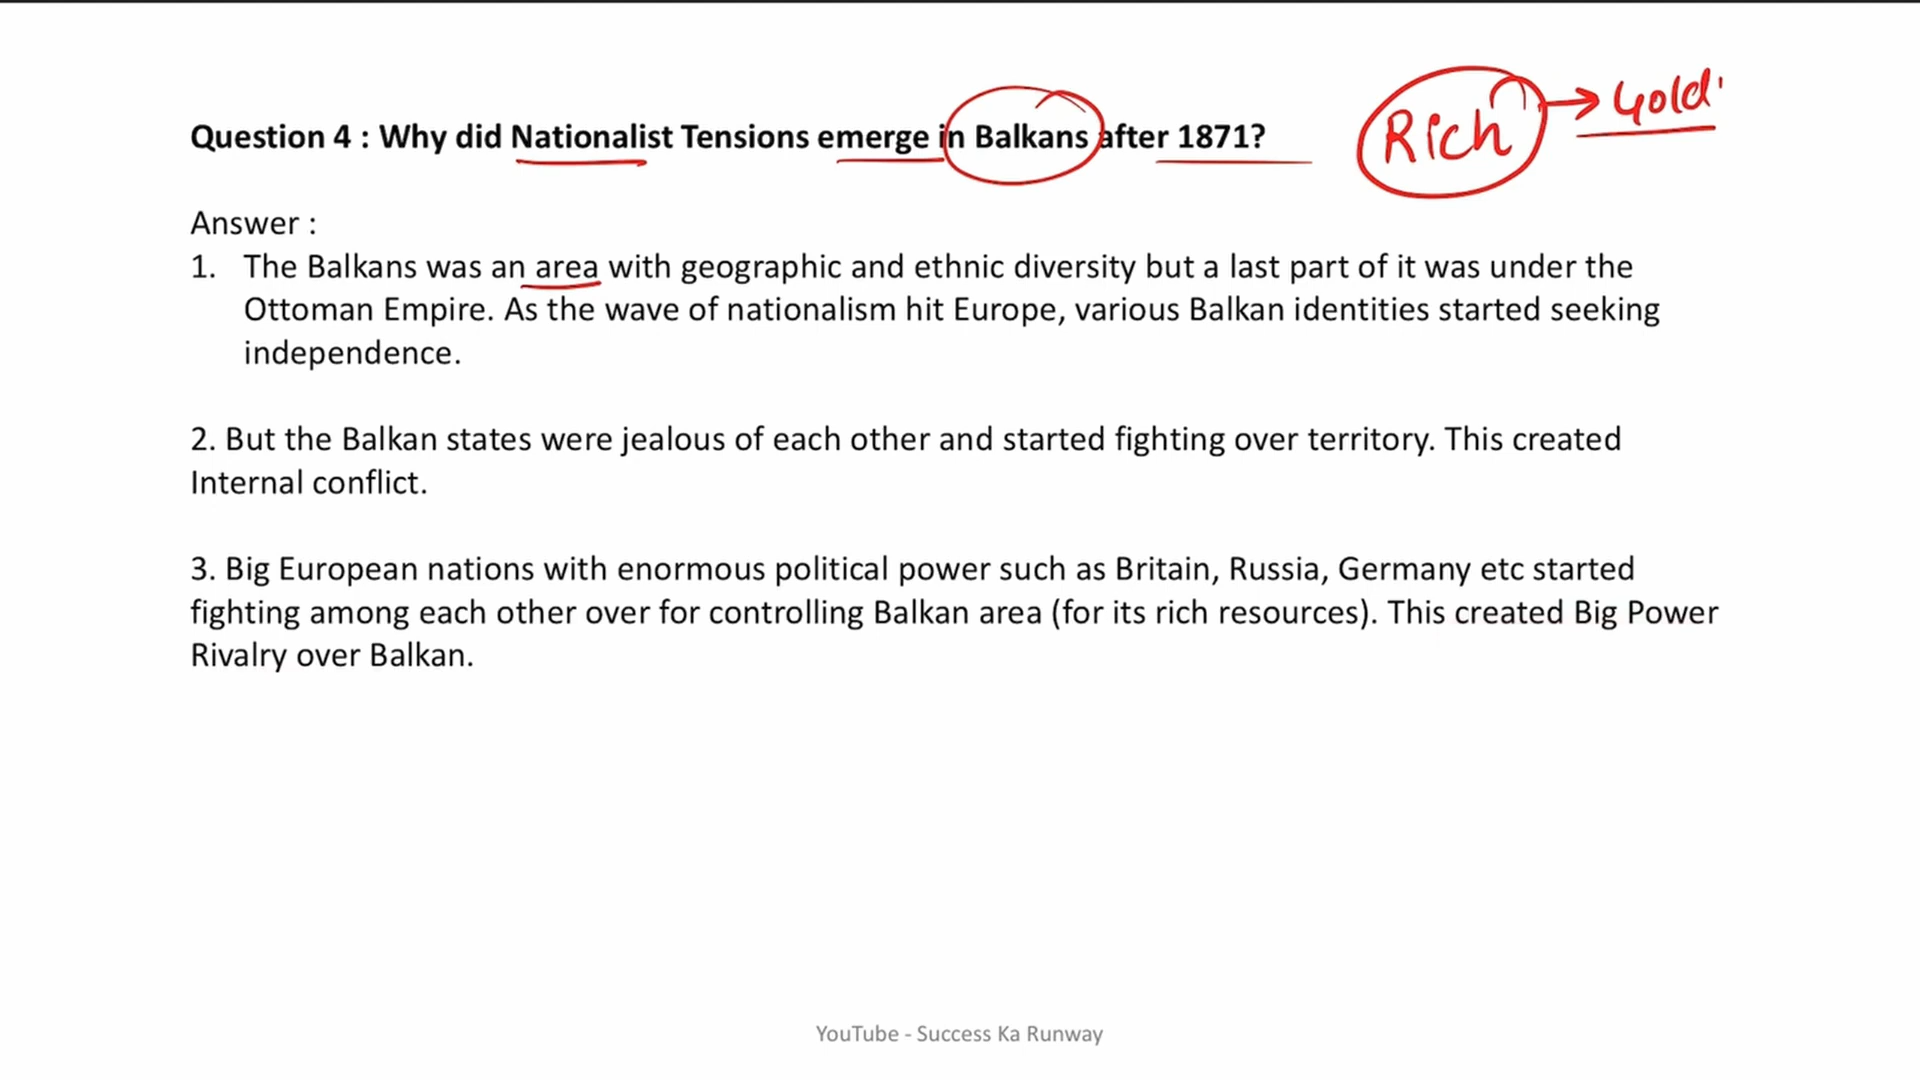 Question 4 : Why did Nationalist Tensions emerge in Balkans after 1871?
Rich → Gold
Answer :
1. The Balkans was an area with geographic and ethnic diversity but a last part of it was under the
Ottoman Empire. As the wave of nationalism hit Europe, various Balkan identities started seeking
independence.
2. But the Balkan states were jealous of each other and started fighting over territory. This created
Internal conflict.
3. Big European nations with enormous political power such as Britain, Russia, Germany etc started
fighting among each other over for controlling Balkan area (for its rich resources). This created Big Power
Rivalry over Balkan.
YouTube - Success Ka Runway